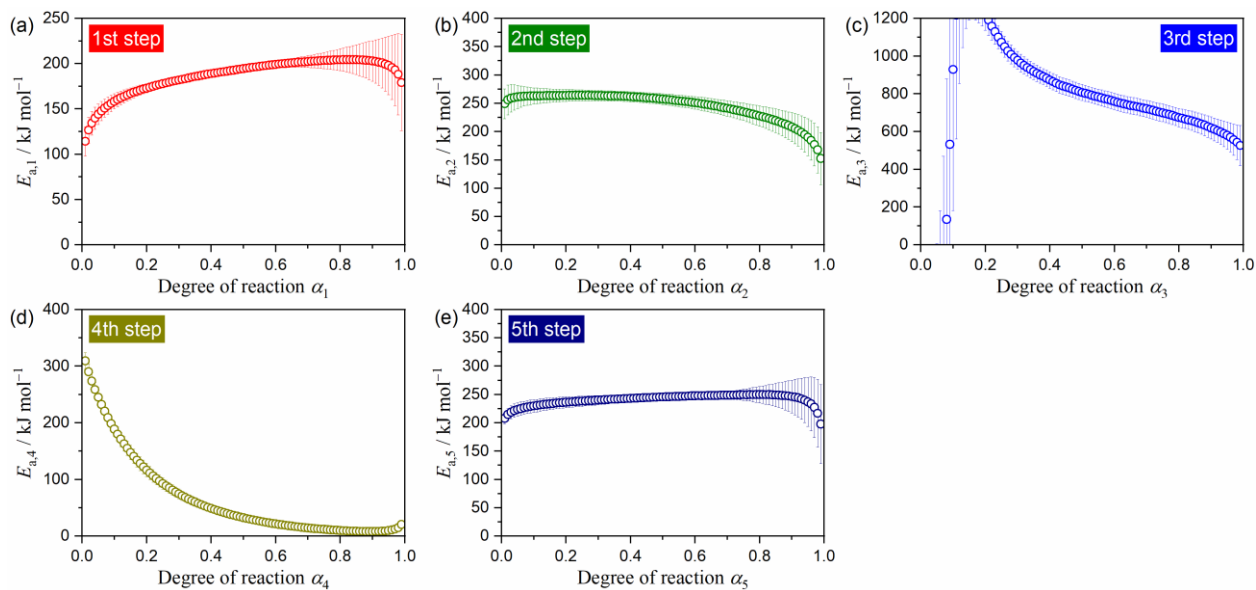 (a)
1st step
250
200
150
100
50
0
Eₐ,₁ / kJ mol⁻¹
0.0 0.2 0.4 0.6 0.8 1.0
Degree of reaction α₁
(b)
2nd step
400
350
300
250
200
150
100
50
0
Eₐ,₂ / kJ mol⁻¹
0.0 0.2 0.4 0.6 0.8 1.0
Degree of reaction α₂
(c)
3rd step
1200
1000
800
600
400
200
0
Eₐ,₃ / kJ mol⁻¹
0.0 0.2 0.4 0.6 0.8 1.0
Degree of reaction α₃
(d)
4th step
400
300
200
100
0
Eₐ,₄ / kJ mol⁻¹
0.0 0.2 0.4 0.6 0.8 1.0
Degree of reaction α₄
(e)
5th step
400
350
300
250
200
150
100
50
0
Eₐ,₅ / kJ mol⁻¹
0.0 0.2 0.4 0.6 0.8 1.0
Degree of reaction α₅